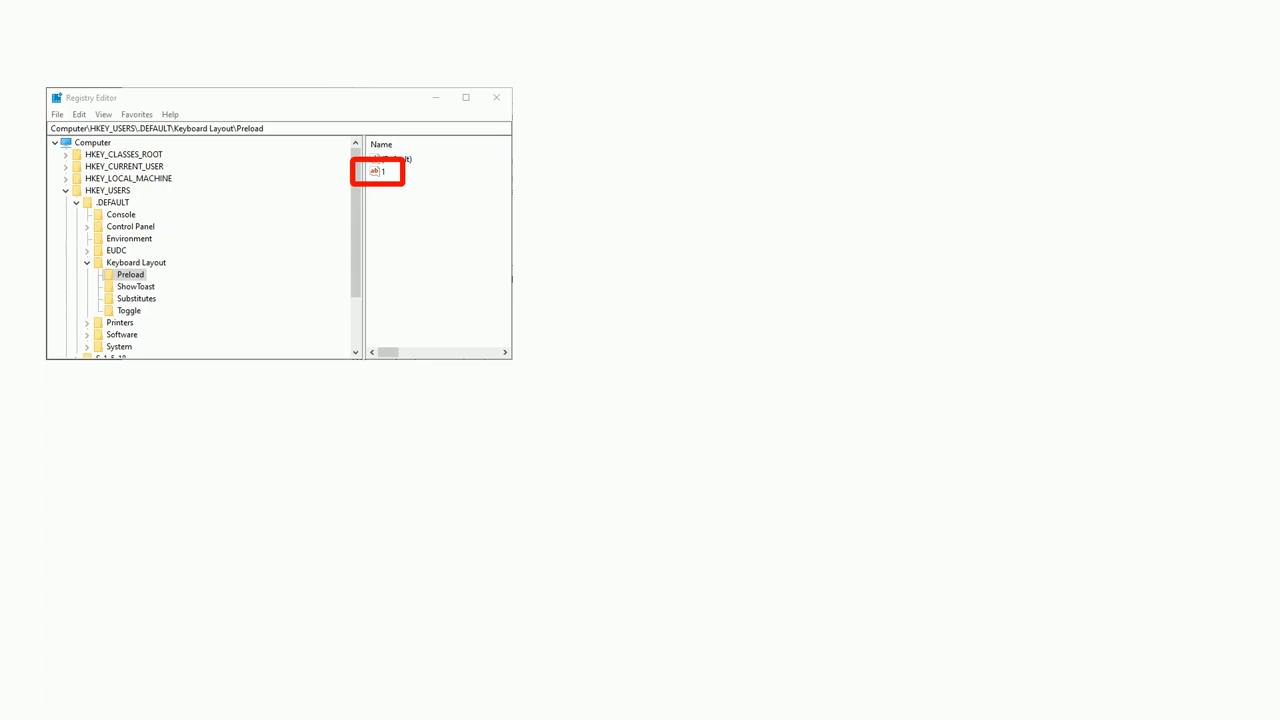 Registry Editor
File Edit View Favorites Help
Computer\HKEY_USERS\.DEFAULT\Keyboard Layout\Preload
Computer
HKEY_CLASSES_ROOT
HKEY_CURRENT_USER
HKEY_LOCAL_MACHINE
HKEY_USERS
.DEFAULT
Console
Control Panel
Environment
EUDC
Keyboard Layout
Preload
ShowToast
Substitutes
Toggle
Printers
Software
System
Name
ab 1